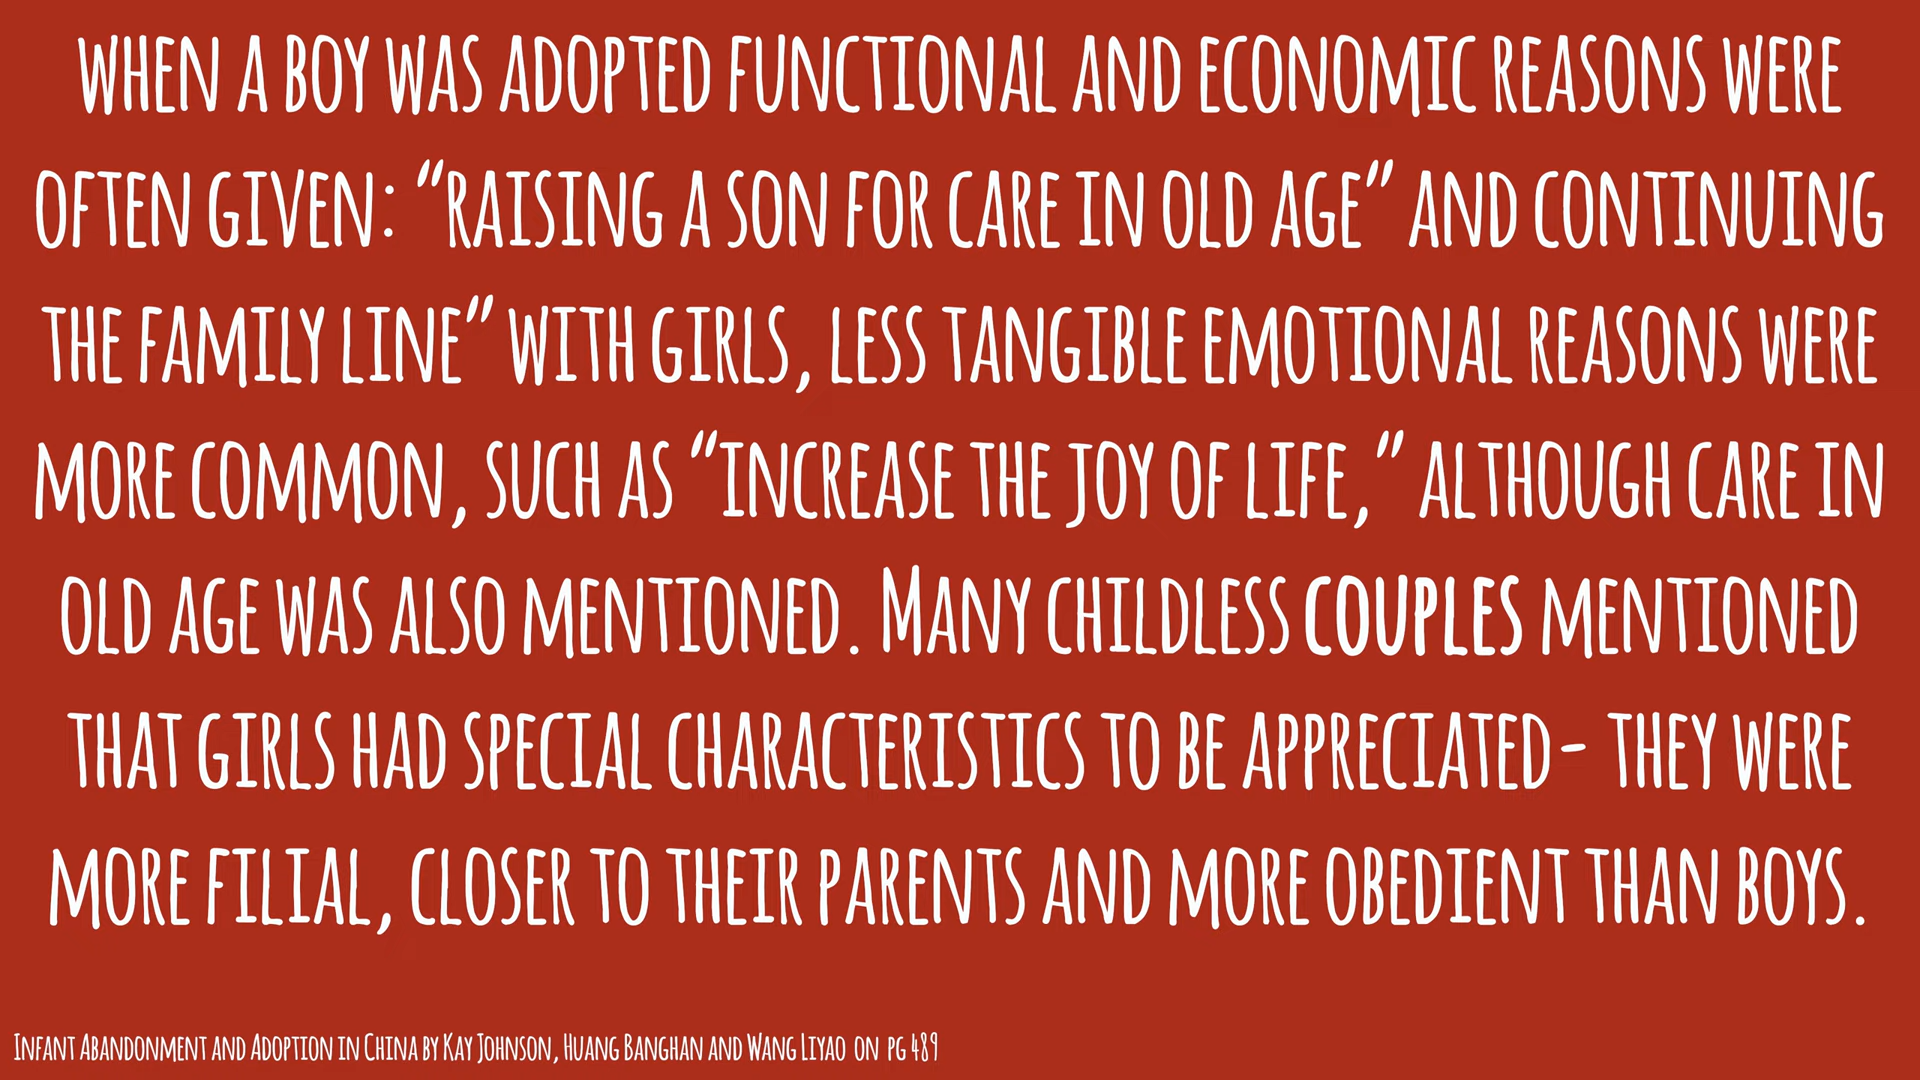 WHEN A BOY WAS ADOPTED FUNCTIONAL AND ECONOMIC REASONS WERE
OFTEN GIVEN: “RAISING A SON FOR CARE IN OLD AGE” AND CONTINUING
THE FAMILY LINE” WITH GIRLS, LESS TANGIBLE EMOTIONAL REASONS WERE
MORE COMMON, SUCH AS “INCREASE THE JOY OF LIFE,” ALTHOUGH CARE IN
OLD AGE WAS ALSO MENTIONED. MANY CHILDLESS COUPLES MENTIONED
THAT GIRLS HAD SPECIAL CHARACTERISTICS TO BE APPRECIATED- THEY WERE
MORE FILIAL, CLOSER TO THEIR PARENTS AND MORE OBEDIENT THAN BOYS.
INFANT ABANDONMENT AND ADOPTION IN CHINA BY KAY JOHNSON, HUANG BANGHAN AND WANG LIYAO ON PG 489